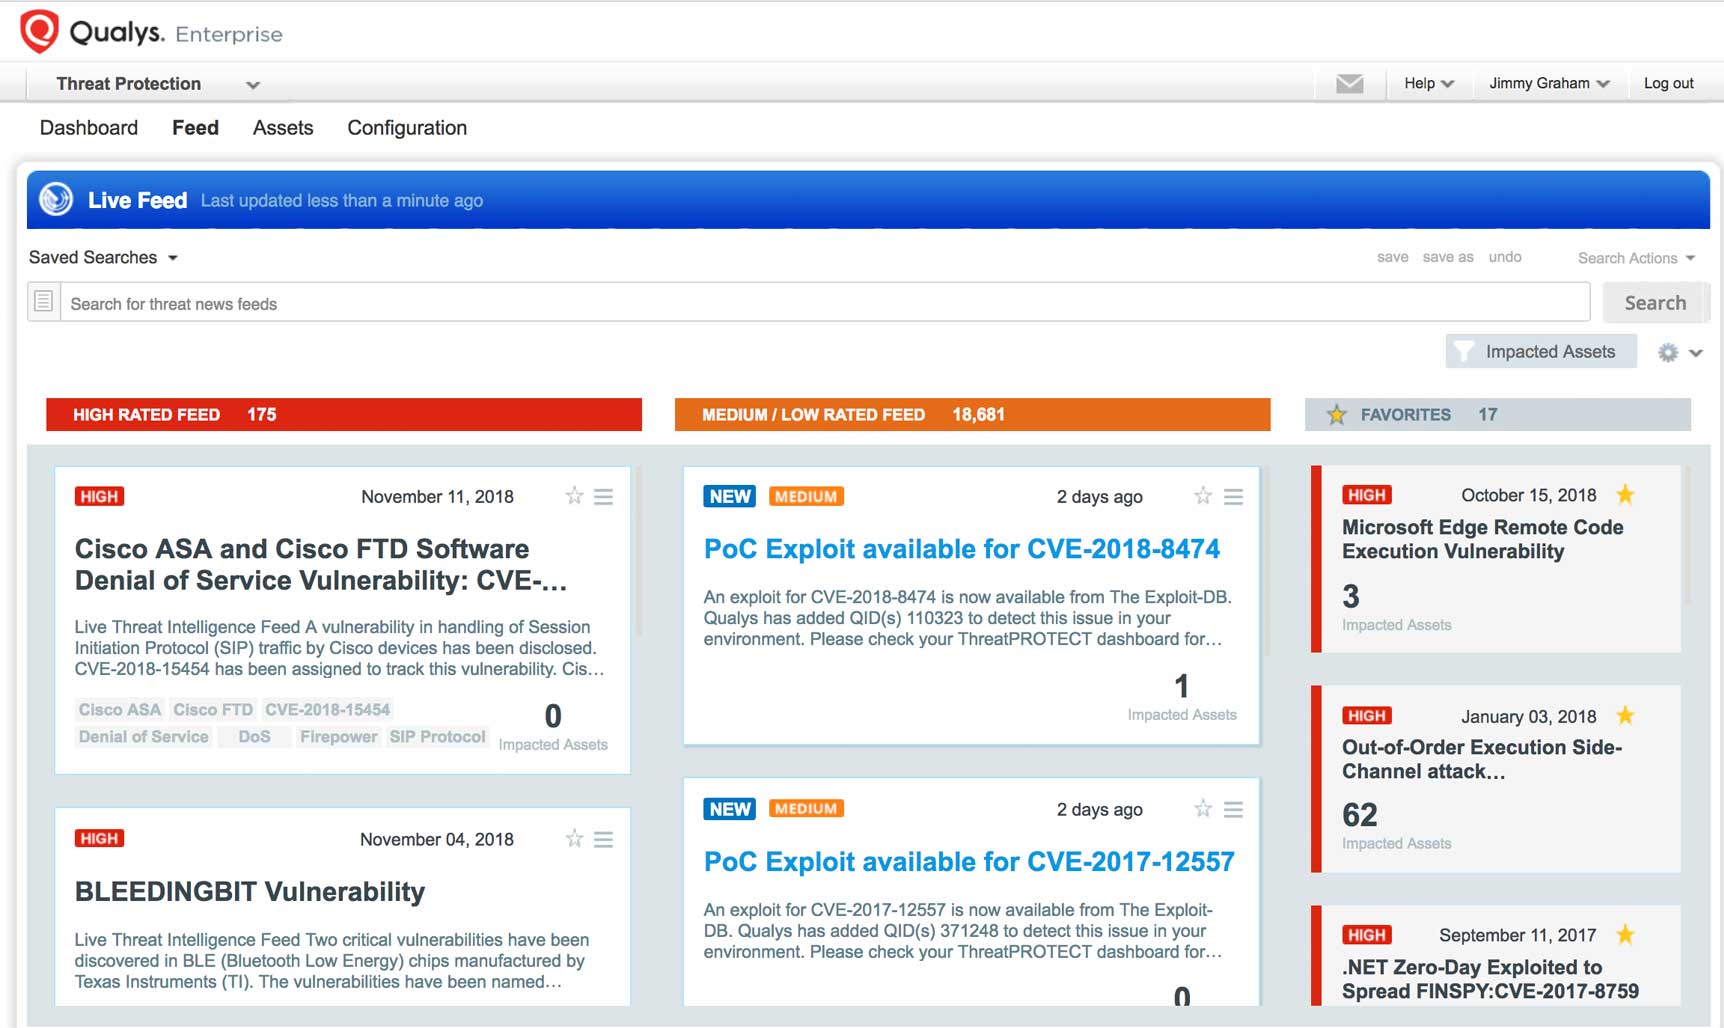 Qualys. Enterprise
Threat Protection
Help
Jimmy Graham
Log out
Dashboard
Feed
Assets
Configuration
Live Feed Last updated less than a minute ago
Saved Searches
save
save as
undo
Search Actions
Search for threat news feeds
Search
Impacted Assets
HIGH RATED FEED 175
HIGH November 11, 2018
Cisco ASA and Cisco FTD Software
Denial of Service Vulnerability: CVE-...
Live Threat Intelligence Feed A vulnerability in handling of Session
Initiation Protocol (SIP) traffic by Cisco devices has been disclosed.
CVE-2018-15454 has been assigned to track this vulnerability. Cis...
Cisco ASA Cisco FTD CVE-2018-15454
Denial of Service DoS Firepower SIP Protocol
0
Impacted Assets
HIGH November 04, 2018
BLEEDINGBIT Vulnerability
Live Threat Intelligence Feed Two critical vulnerabilities have been
discovered in BLE (Bluetooth Low Energy) chips manufactured by
Texas Instruments (TI). The vulnerabilities have been named...
MEDIUM / LOW RATED FEED 18,681
NEW MEDIUM 2 days ago
PoC Exploit available for CVE-2018-8474
An exploit for CVE-2018-8474 is now available from The Exploit-DB.
Qualys has added QID(s) 110323 to detect this issue in your
environment. Please check your ThreatPROTECT dashboard for...
1
Impacted Assets
NEW MEDIUM 2 days ago
PoC Exploit available for CVE-2017-12557
An exploit for CVE-2017-12557 is now available from The Exploit-
DB. Qualys has added QID(s) 371248 to detect this issue in your
environment. Please check your ThreatPROTECT dashboard for...
0
FAVORITES 17
HIGH October 15, 2018
Microsoft Edge Remote Code
Execution Vulnerability
3
Impacted Assets
HIGH January 03, 2018
Out-of-Order Execution Side-
Channel attack...
62
Impacted Assets
HIGH September 11, 2017
.NET Zero-Day Exploited to
Spread FINSPY:CVE-2017-8759